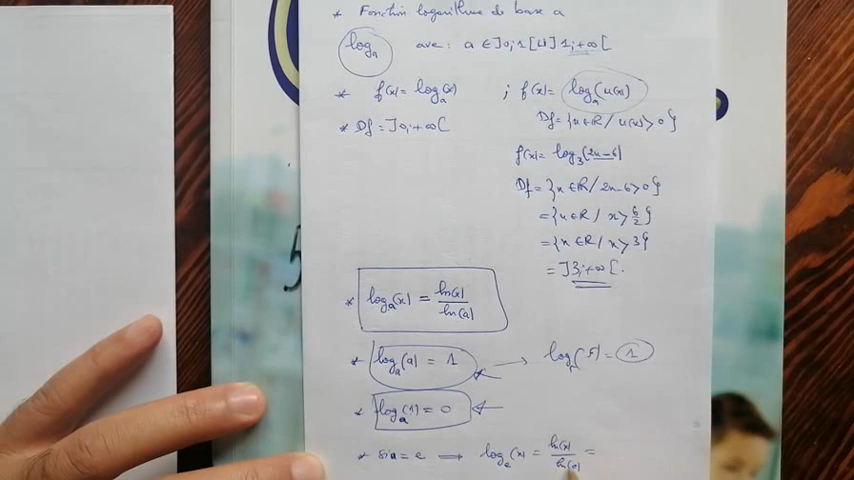 * Fonction logarithme de base a
log_a avec : a ∈ ]0;1[ ∪ ]1;+∞[
* f(x) = log_a(x) ; f(x) = log_a(u(x))
* Df = ]0;+∞[ Df = {x ∈ R / u(x) > 0}
f(x) = log_3(2x-6)
Df = {x ∈ R / 2x-6 > 0}
= {x ∈ R / x > 6/2}
= {x ∈ R / x > 3}
= ]3;+∞[.
* log_a(x) = ln(x)/ln(a)
* log_a(a) = 1 → log_5(5) = 1
* log_a(1) = 0 ←
* si a = e ⟹ log_e(x) = ln(x)/ln(e) =
5